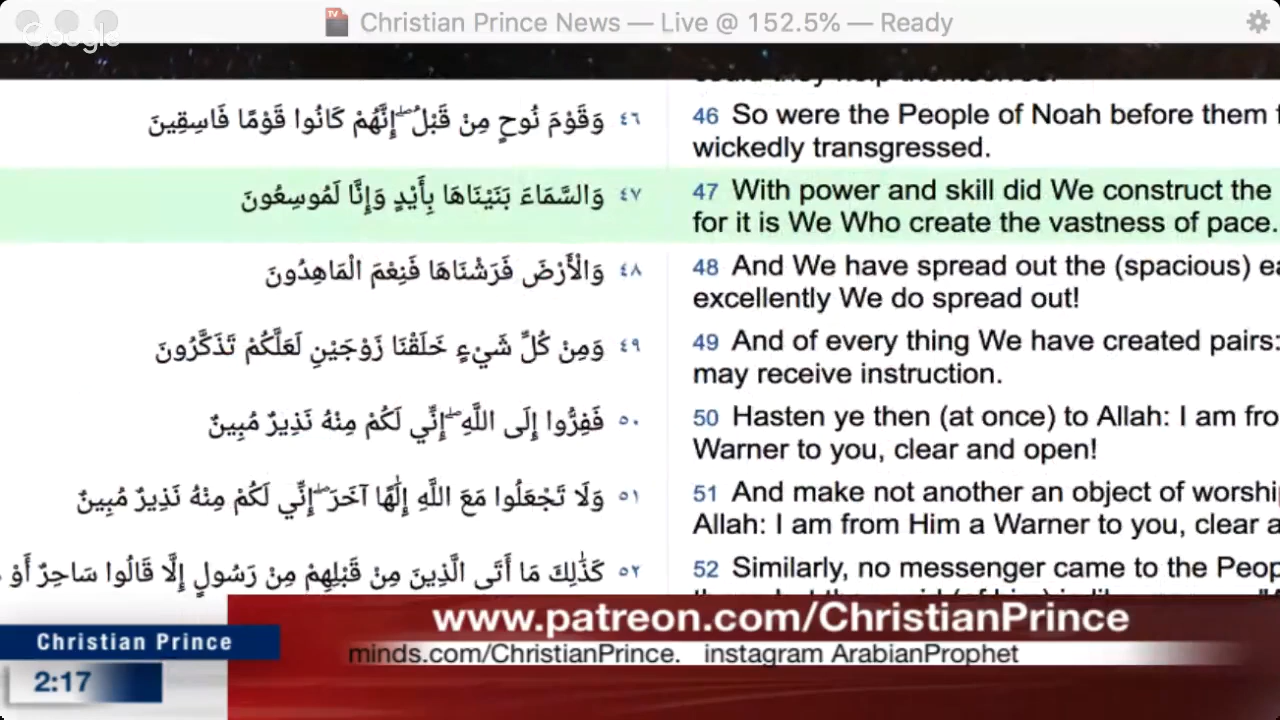 Google
Christian Prince News — Live @ 152.5% — Ready
could they help themselves.
٤٦ وَقَوْمَ نُوحٍ مِنْ قَبْلُ ۖ إِنَّهُمْ كَانُوا قَوْمًا فَاسِقِينَ
46 So were the People of Noah before them f
wickedly transgressed.
٤٧ وَالسَّمَاءَ بَنَيْنَاهَا بِأَيْدٍ وَإِنَّا لَمُوسِعُونَ
47 With power and skill did We construct the
for it is We Who create the vastness of pace.
٤٨ وَالْأَرْضَ فَرَشْنَاهَا فَنِعْمَ الْمَاهِدُونَ
48 And We have spread out the (spacious) ea
excellently We do spread out!
٤٩ وَمِنْ كُلِّ شَيْءٍ خَلَقْنَا زَوْجَيْنِ لَعَلَّكُمْ تَذَكَّرُونَ
49 And of every thing We have created pairs:
may receive instruction.
٥٠ فَفِرُّوا إِلَى اللَّهِ ۖ إِنِّي لَكُمْ مِنْهُ نَذِيرٌ مُبِينٌ
50 Hasten ye then (at once) to Allah: I am fro
Warner to you, clear and open!
٥١ وَلَا تَجْعَلُوا مَعَ اللَّهِ إِلَٰهًا آخَرَ ۖ إِنِّي لَكُمْ مِنْهُ نَذِيرٌ مُبِينٌ
51 And make not another an object of worship
Allah: I am from Him a Warner to you, clear a
٥٢ كَذَٰلِكَ مَا أَتَى الَّذِينَ مِنْ قَبْلِهِمْ مِنْ رَسُولٍ إِلَّا قَالُوا سَاحِرٌ أَوْ
52 Similarly, no messenger came to the Peop
www.patreon.com/ChristianPrince
Christian Prince
minds.com/ChristianPrince. instagram ArabianProphet
2:17